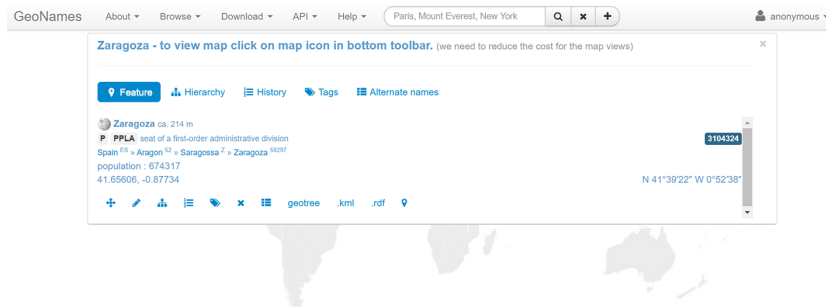 GeoNames About Browse Download API Help Paris, Mount Everest, New York anonymous
Zaragoza - to view map click on map icon in bottom toolbar. (we need to reduce the cost for the map views) ×
Feature Hierarchy History Tags Alternate names
Zaragoza ca. 214 m
P PPLA seat of a first-order administrative division 3104324
Spain ES » Aragon 52 » Saragossa Z » Zaragoza 50297
population : 674317
41.65606, -0.87734 N 41°39'22" W 0°52'38"
geotree .kml .rdf